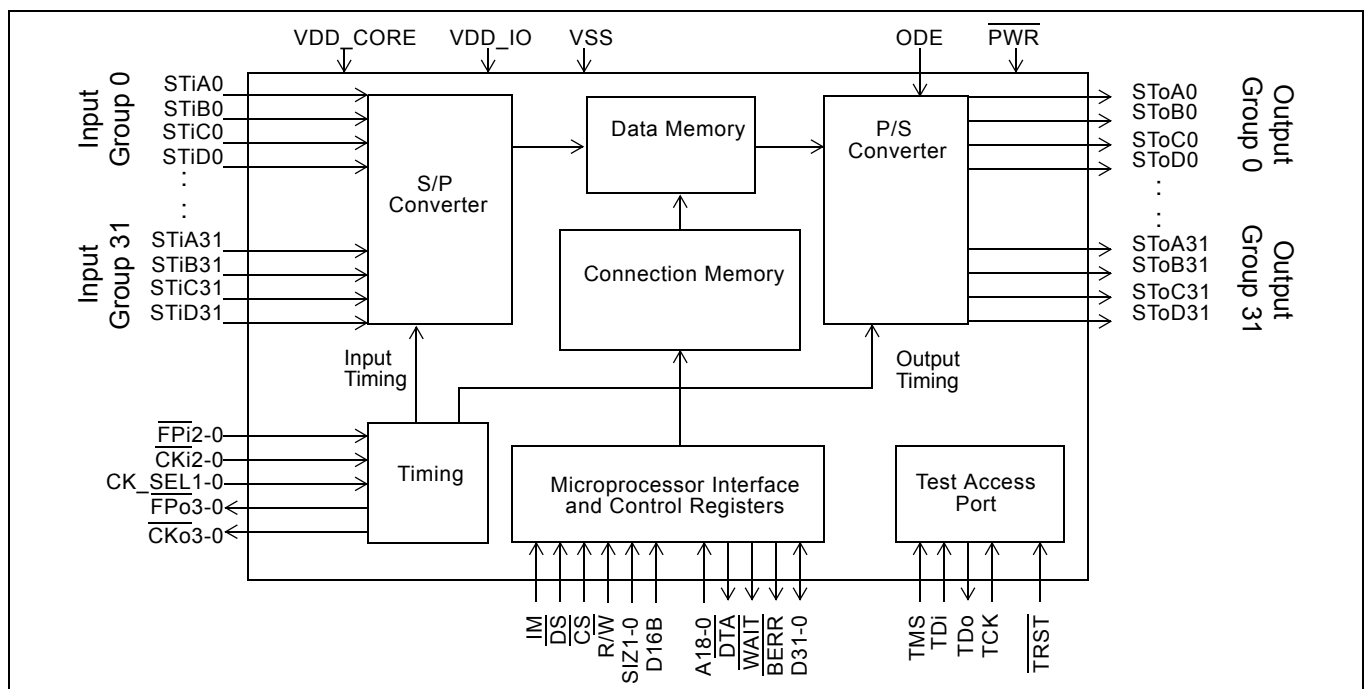 VDD_CORE
VDD_IO
VSS
ODE
PWR
Input
Group 0
STiA0
STiB0
STiC0
STiD0
S/P
Converter
Data Memory
P/S
Converter
SToA0
SToB0
SToC0
SToD0
Output
Group 0
Input
Group 31
STiA31
STiB31
STiC31
STiD31
Connection Memory
SToA31
SToB31
SToC31
SToD31
Output
Group 31
Input
Timing
Output
Timing
FPi2-0
CKi2-0
CK_SEL1-0
FPo3-0
CKo3-0
Timing
Microprocessor Interface
and Control Registers
Test Access
Port
IM
DS
CS
R/W
SIZ1-0
D16B
A18-0
DTA
WAIT
BERR
D31-0
TMS
TDi
TDo
TCK
TRST